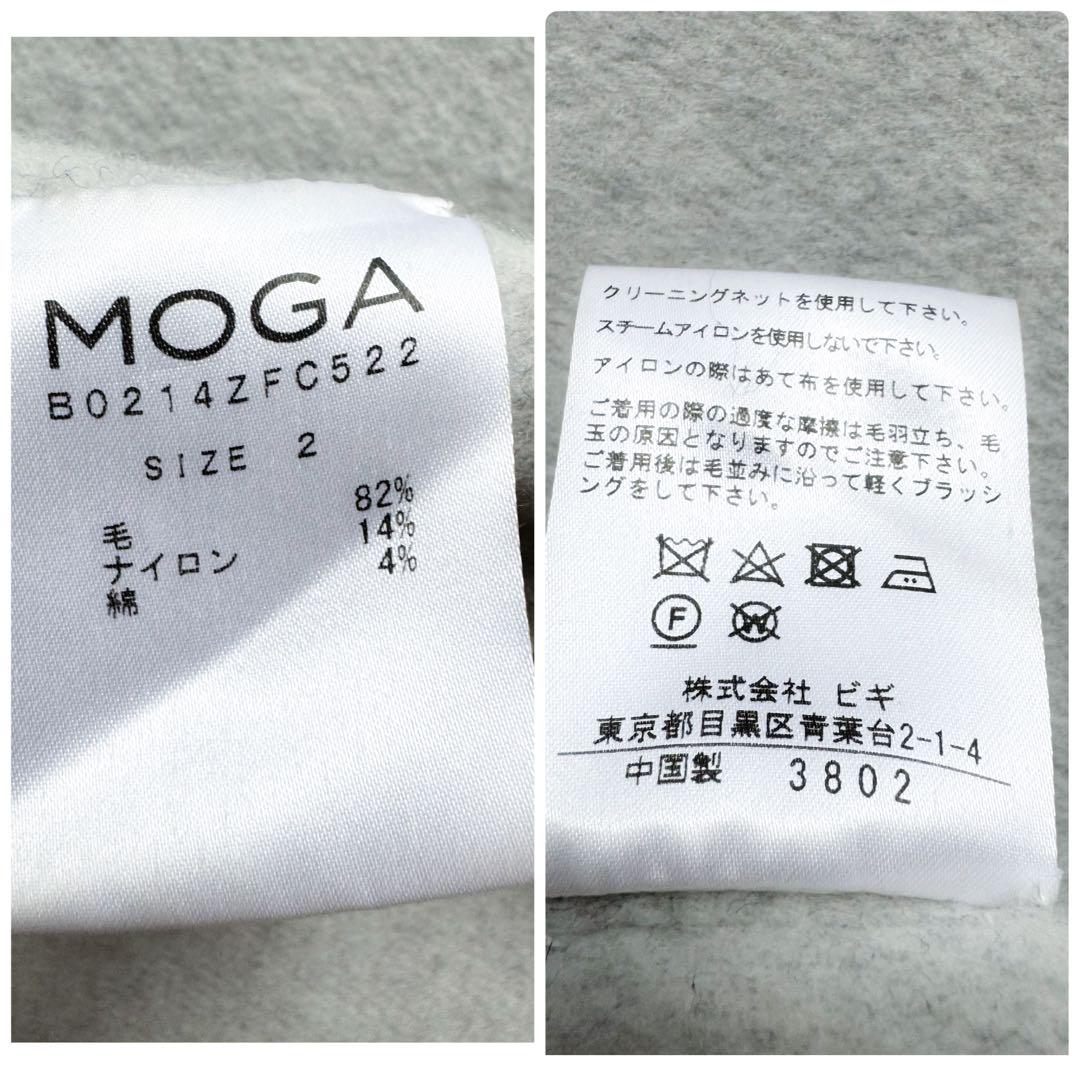 MOGA
B0214ZFC522
SIZE 2
毛 82%
ナイロン 14%
綿 4%
クリーニングネットを使用して下さい。
スチームアイロンを使用しないで下さい。
アイロンの際はあて布を使用して下さい。
ご着用の際の過度な摩擦は毛羽立ち、毛
玉の原因となりますのでご注意下さい。
ご着用後は毛並みに沿って軽くブラッシ
ングをして下さい。
F
W
株式会社 ビギ
東京都目黒区青葉台2-1-4
中国製 3802